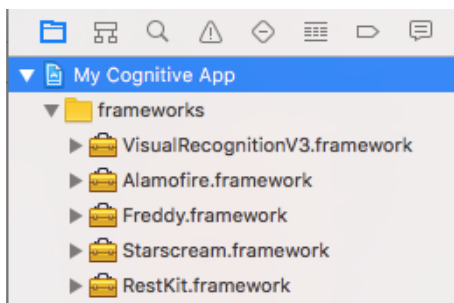 My Cognitive App
frameworks
VisualRecognitionV3.framework
Alamofire.framework
Freddy.framework
Starscream.framework
RestKit.framework